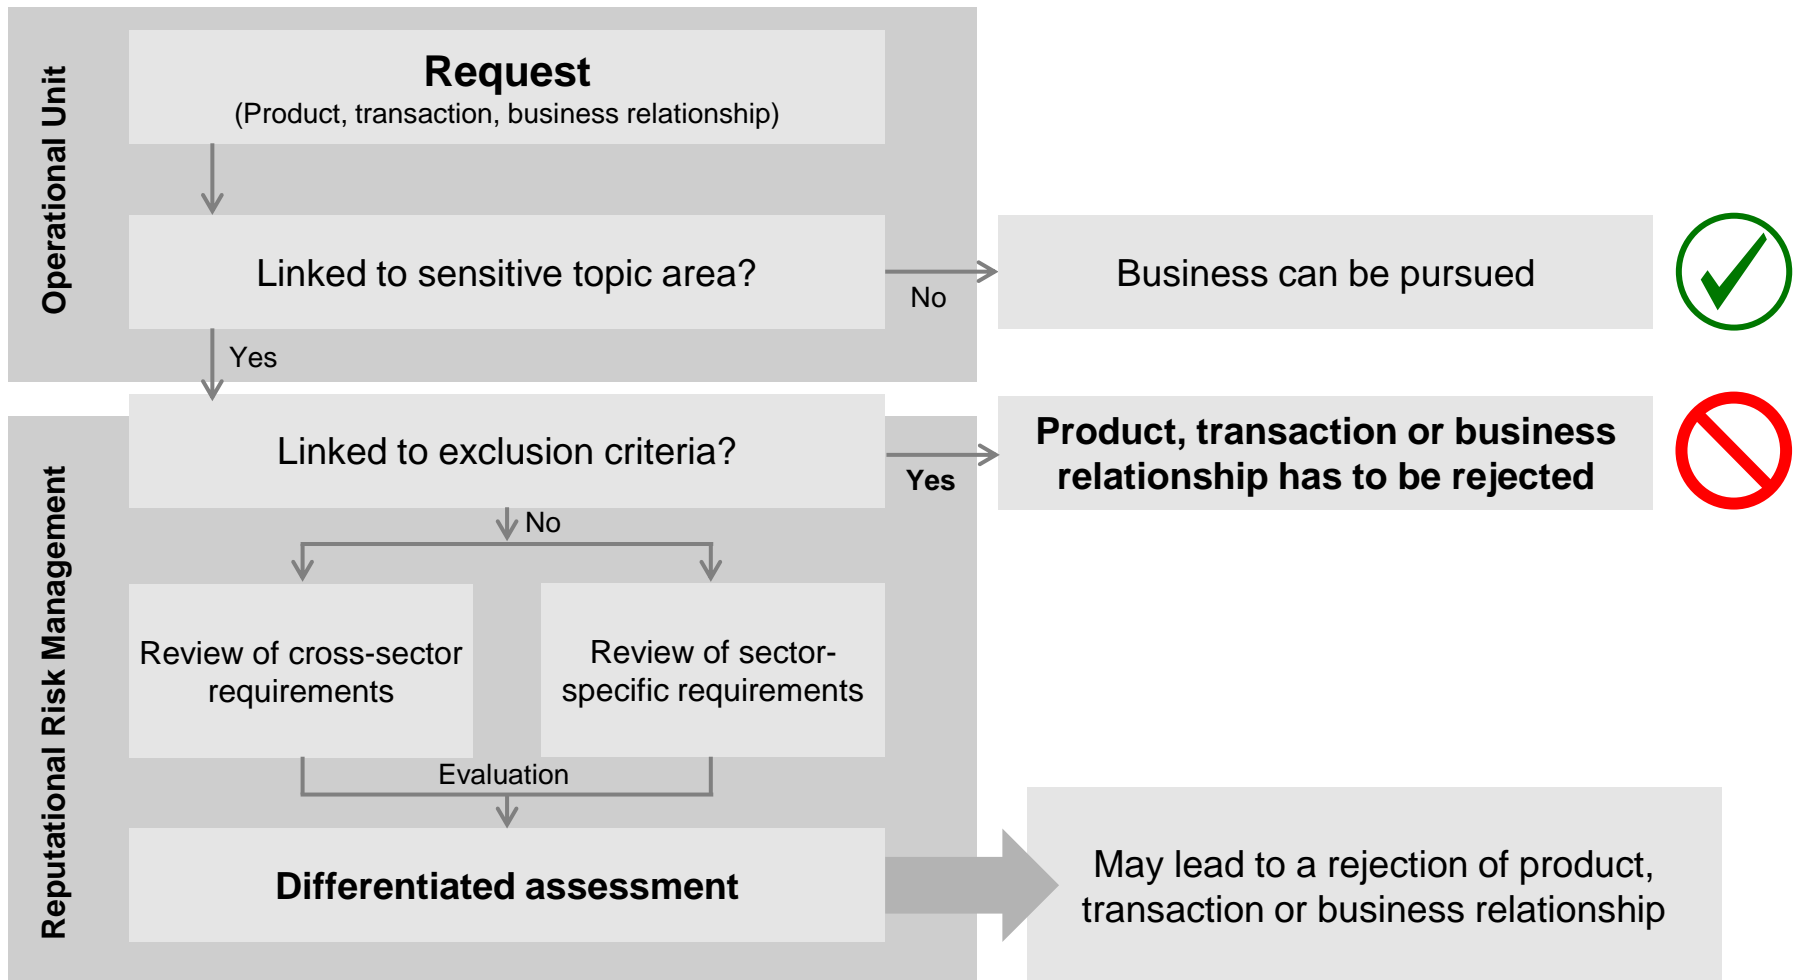 Operational Unit
Request
(Product, transaction, business relationship)
Linked to sensitive topic area?
No
Business can be pursued
Yes
Reputational Risk Management
Linked to exclusion criteria?
Yes
Product, transaction or business
relationship has to be rejected
No
Review of cross-sector
requirements
Review of sector-
specific requirements
Evaluation
Differentiated assessment
May lead to a rejection of product,
transaction or business relationship